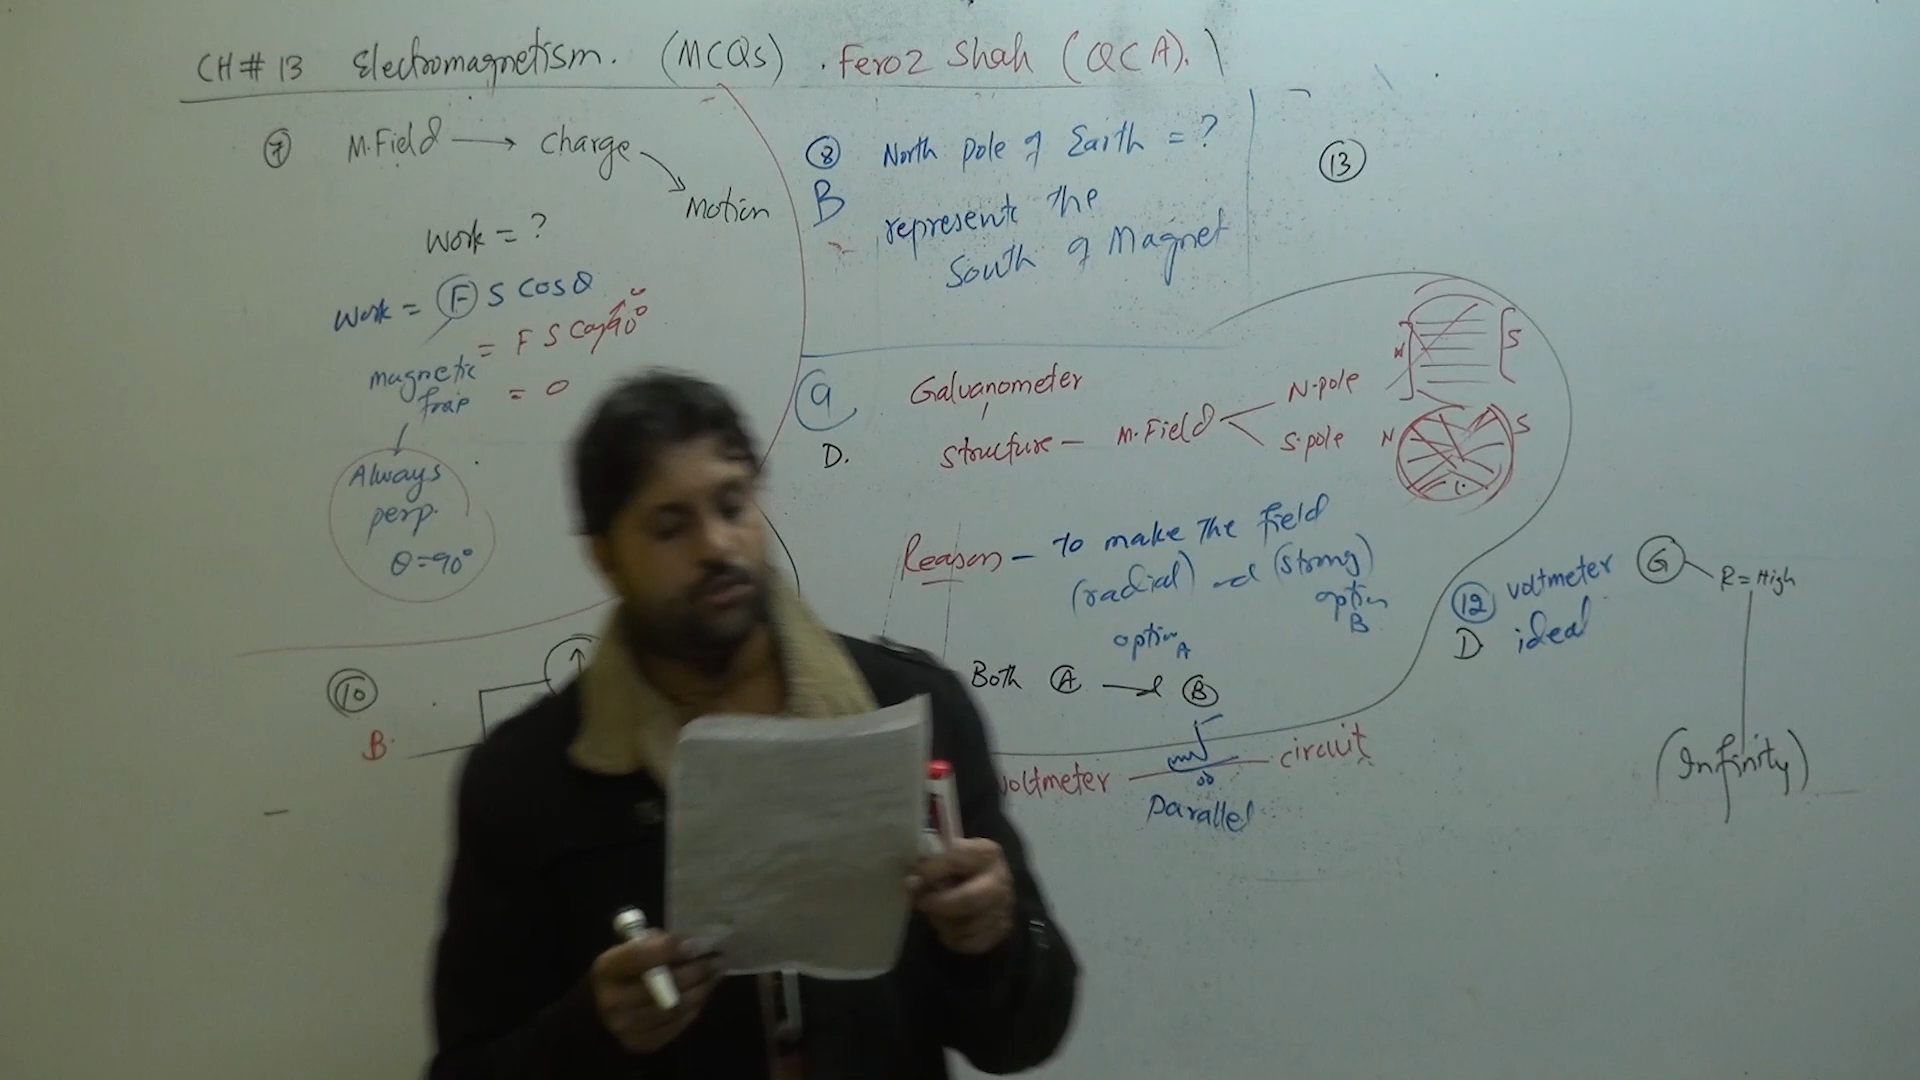 CH# 13 Electromagnetism. (MCQs) . Feroz Shah (QCA).
7 M.Field → Charge
Motion
Work = ?
Work = F S cosθ
= F S Cos90° 0
magnetic
= 0
Always
perp.
θ=90°
8 North pole of Earth = ?
B represents the
South of Magnet
9 Galvanometer
D. Structure – M.Field
N-pole
S-pole
N S
N S
Reason – to make the field
(radial) and (strong)
option
B
option
A
Both A and B
10
B.
voltmeter circuit
Parallel
12 voltmeter
D ideal
G R = High
(Infinity)
13